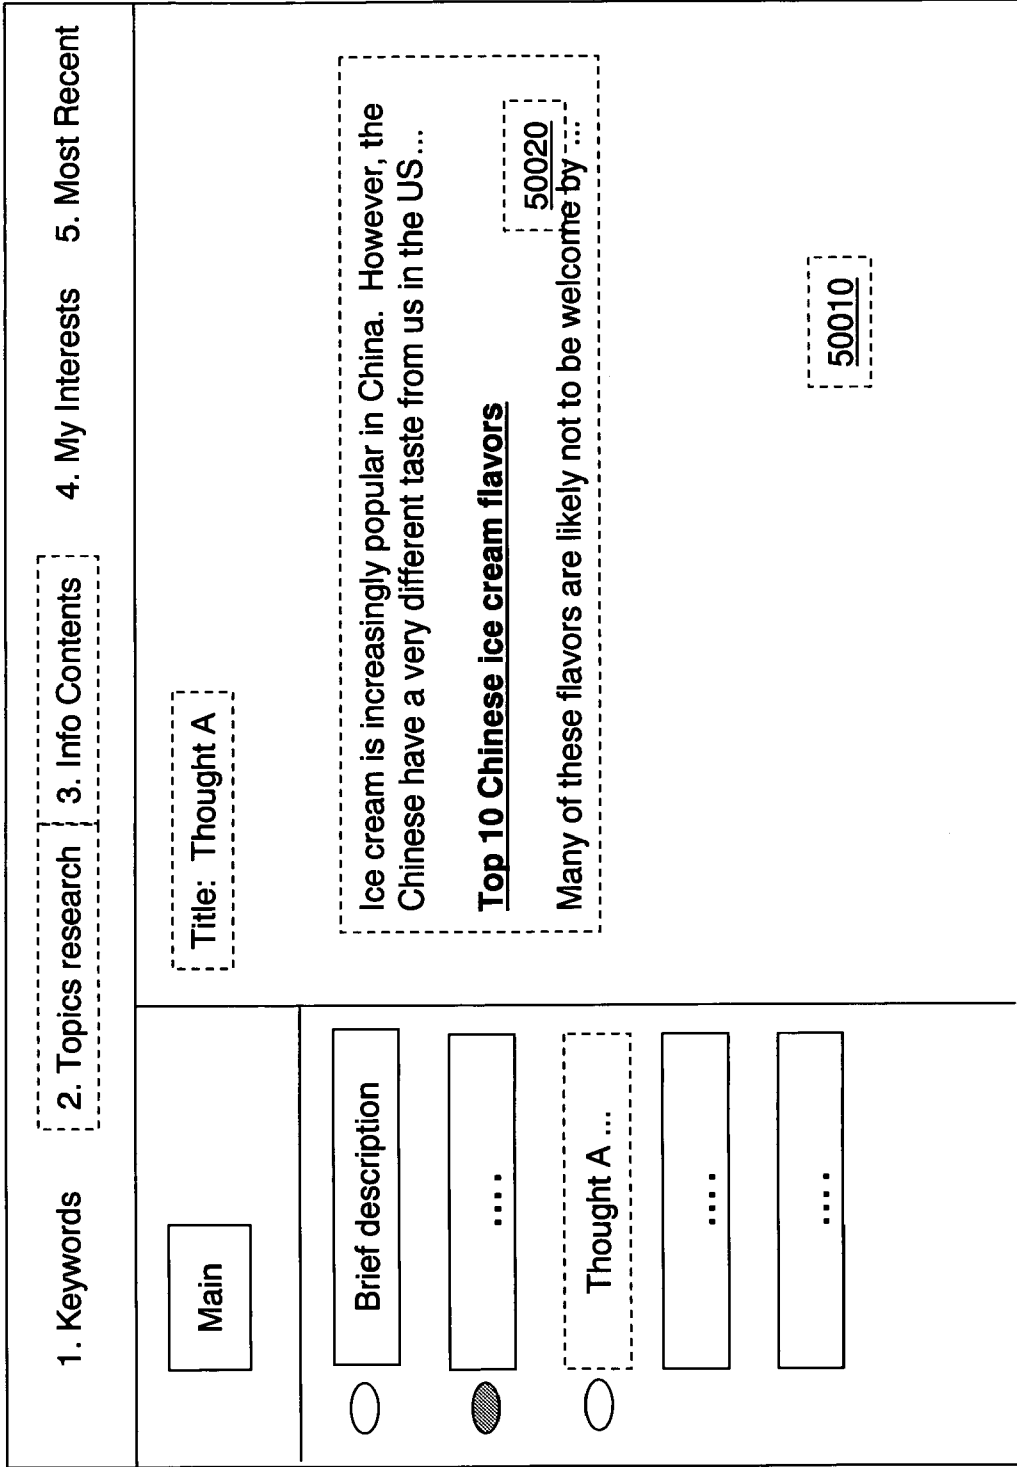 1. Keywords 2. Topics research 3. Info Contents 4. My Interests 5. Most Recent
Main
Title: Thought A
Brief description
....
Thought A ...
....
....
Ice cream is increasingly popular in China. However, the
Chinese have a very different taste from us in the US...
Top 10 Chinese ice cream flavors
50020
Many of these flavors are likely not to be welcome by ...
50010